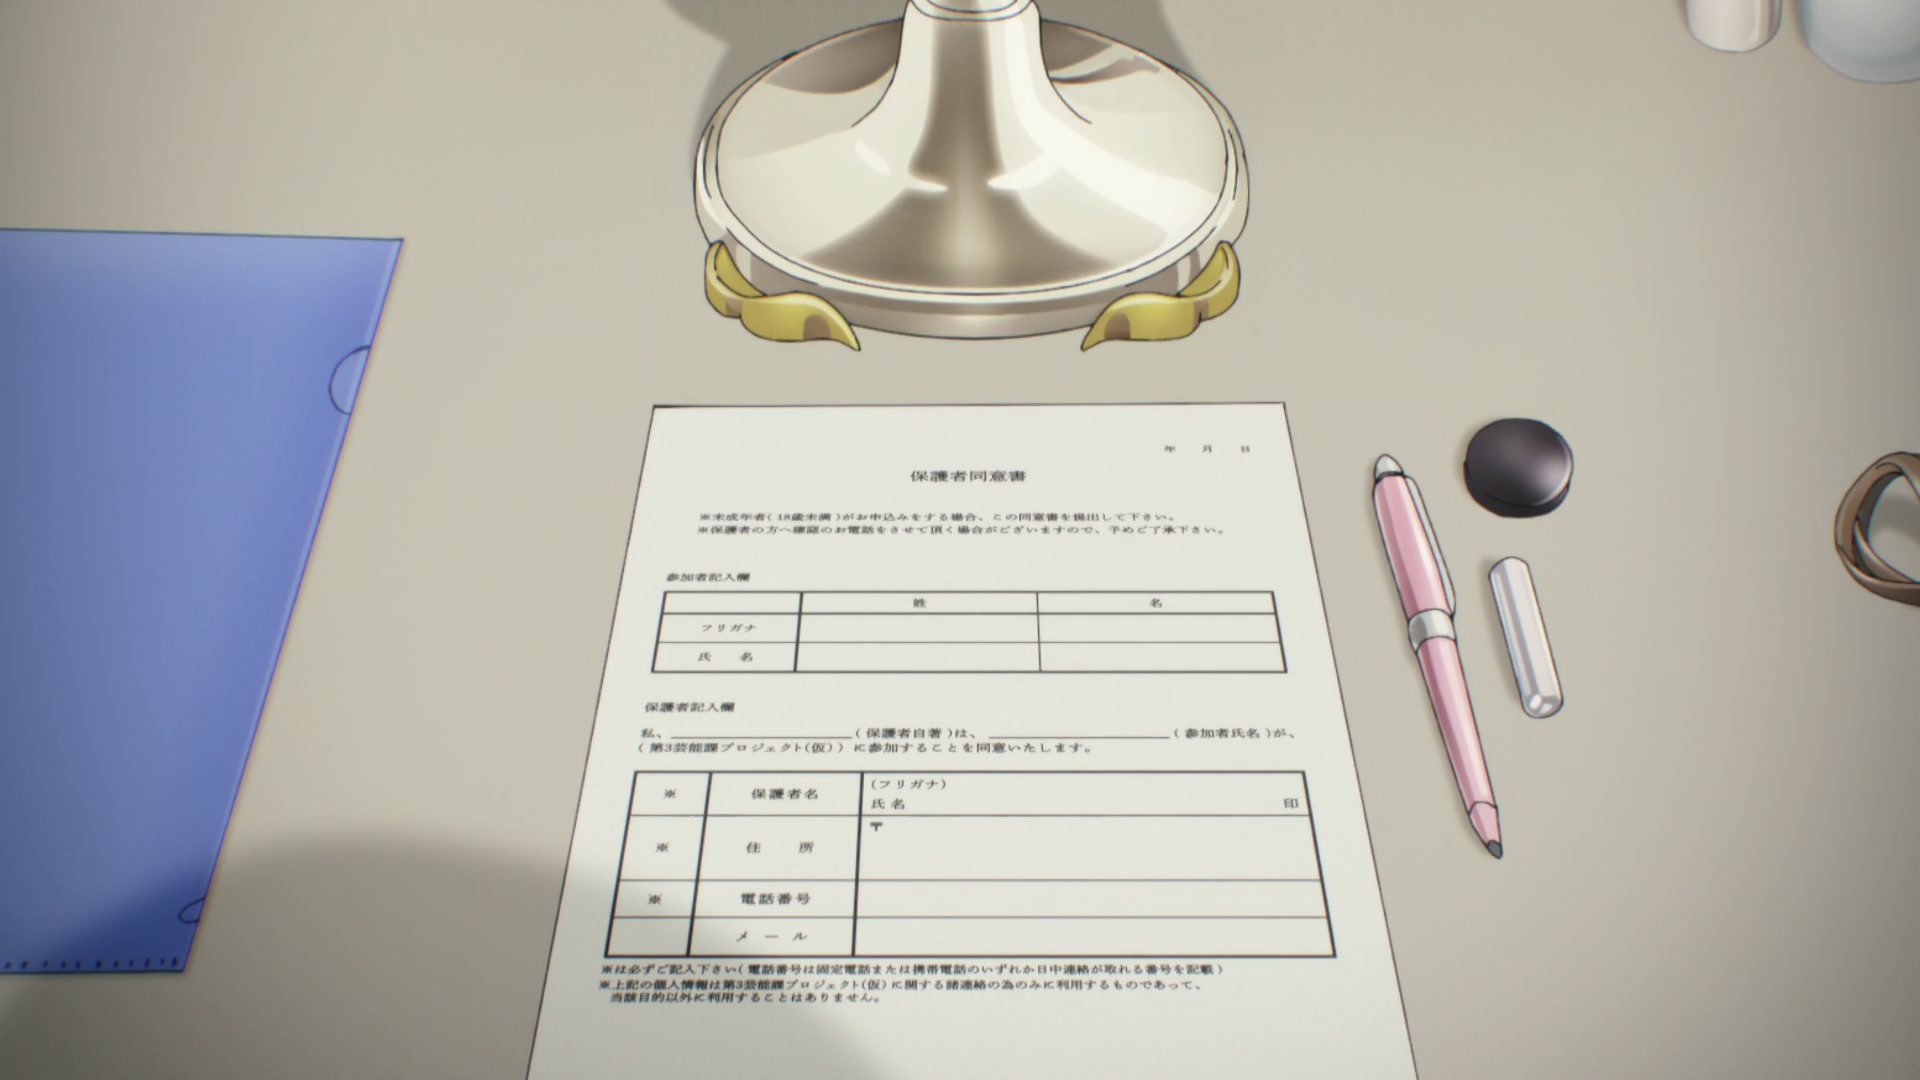 年 月 日
保護者同意書
※未成年者(18歳未満)がお申込みをする場合、この同意書を提出して下さい。
※保護者の方へ確認のお電話をさせて頂く場合がございますので、予めご了承下さい。
参加者記入欄
姓 名
フリガナ
氏 名
保護者記入欄
私、____________(保護者自著)は、____________(参加者氏名)が、
(第3芸能課プロジェクト(仮))に参加することを同意いたします。
※ 保護者名 (フリガナ)
氏名 印
※ 住 所 〒
※ 電話番号
メール
※は必ずご記入下さい(電話番号は固定電話または携帯電話のいずれか日中連絡が取れる番号を記載)
※上記の個人情報は第3芸能課プロジェクト(仮)に関する諸連絡の為のみに利用するものであって、
当該目的以外に利用することはありません。